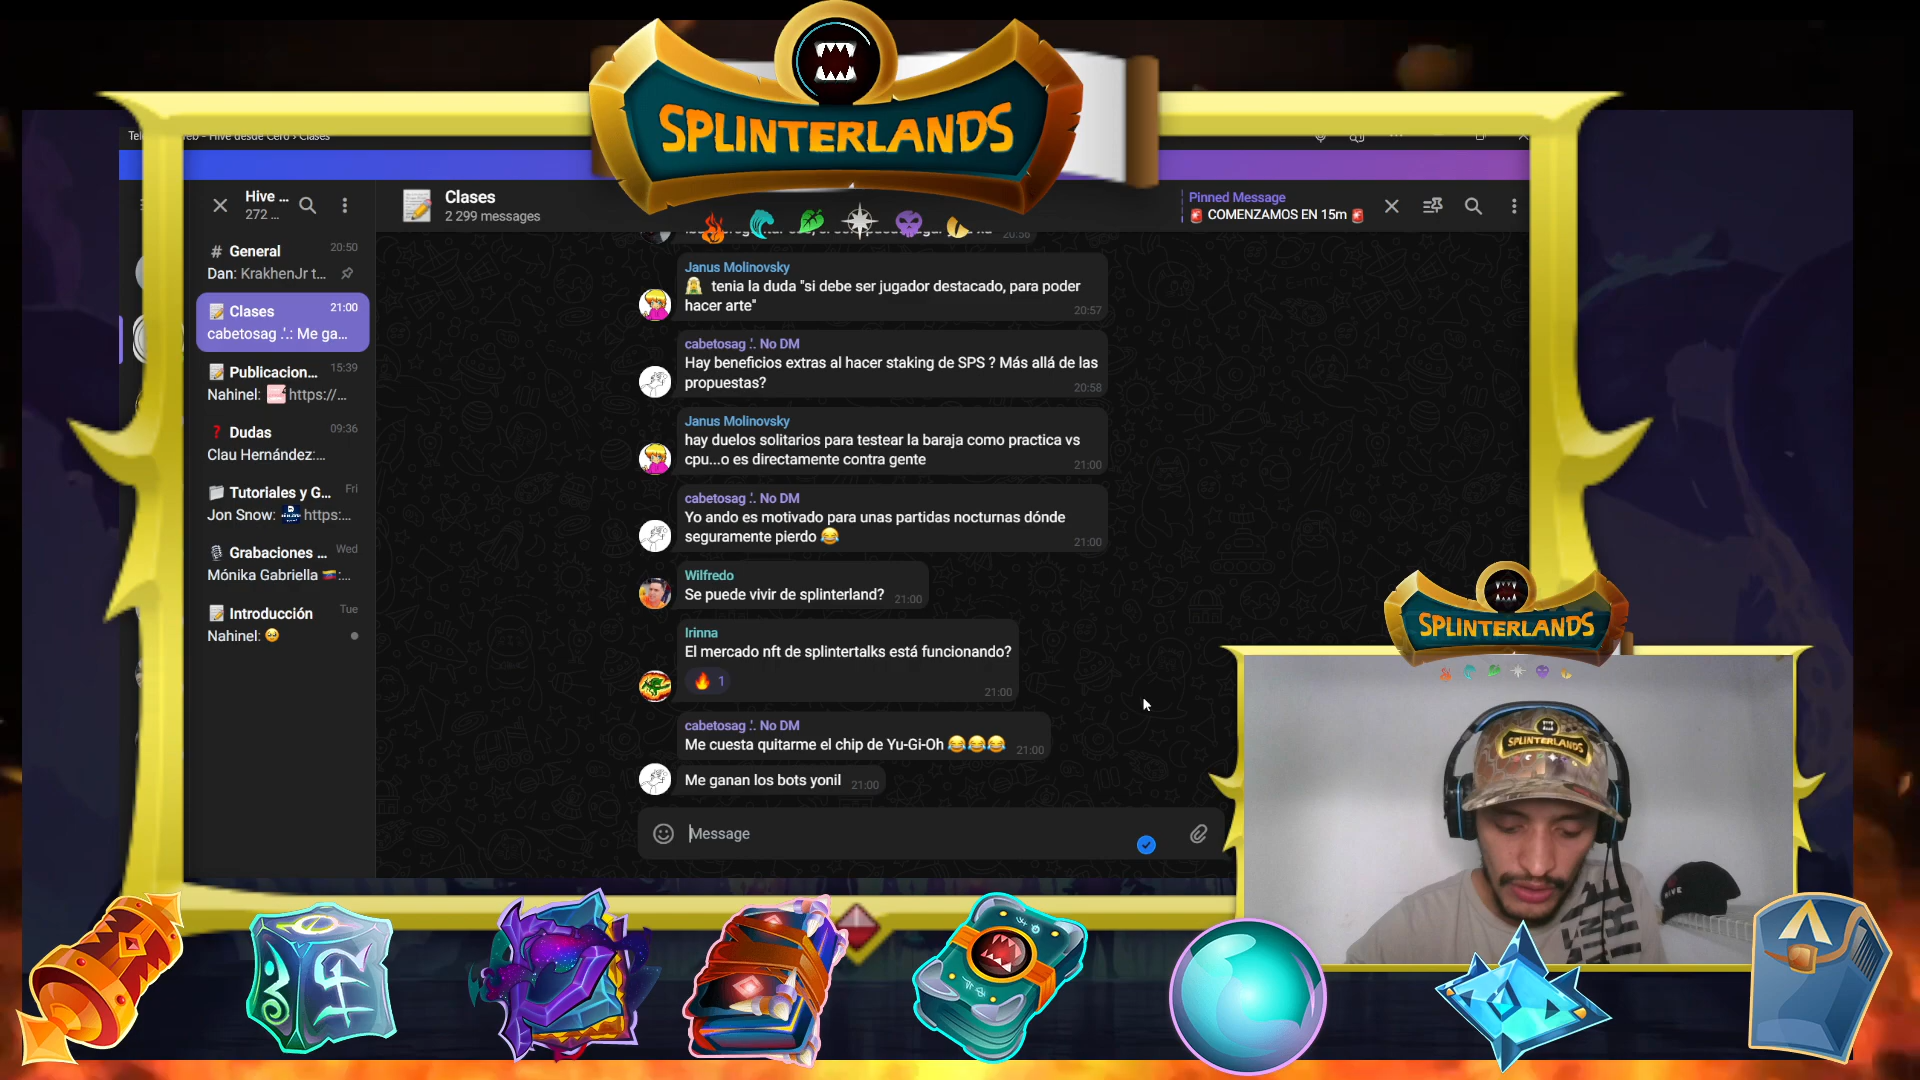 SPLINTERLANDS
Hive desde Cero › Clases
Hive ...
272 ...
Clases
2 299 messages
Pinned Message
🚨 COMENZAMOS EN 15m 🚨
# General 20:50
Dan: KrakhenJr t...
Clases 21:00
cabetosag .'.: Me ga...
Publicacion... 15:39
Nahinel: https://...
❓ Dudas 09:36
Clau Hernández:...
Tutoriales y G... Fri
Jon Snow: https:...
Grabaciones ... Wed
Mónika Gabriella 🇻🇪:...
Introducción Tue
Nahinel: 🥺
20:56
Janus Molinovsky
tenia la duda "si debe ser jugador destacado, para poder
hacer arte" 20:57
cabetosag .'. No DM
Hay beneficios extras al hacer staking de SPS ? Más allá de las
propuestas? 20:58
Janus Molinovsky
hay duelos solitarios para testear la baraja como practica vs
cpu...o es directamente contra gente 21:00
cabetosag .'. No DM
Yo ando es motivado para unas partidas nocturnas dónde
seguramente pierdo 😂 21:00
Wilfredo
Se puede vivir de splinterland? 21:00
Irinna
El mercado nft de splintertalks está funcionando?
🔥 1
21:00
cabetosag .'. No DM
Me cuesta quitarme el chip de Yu-Gi-Oh 😂😂😂 21:00
Me ganan los bots yonil 21:00
Message
SPLINTERLANDS
SPLINTERLANDS
HIVE